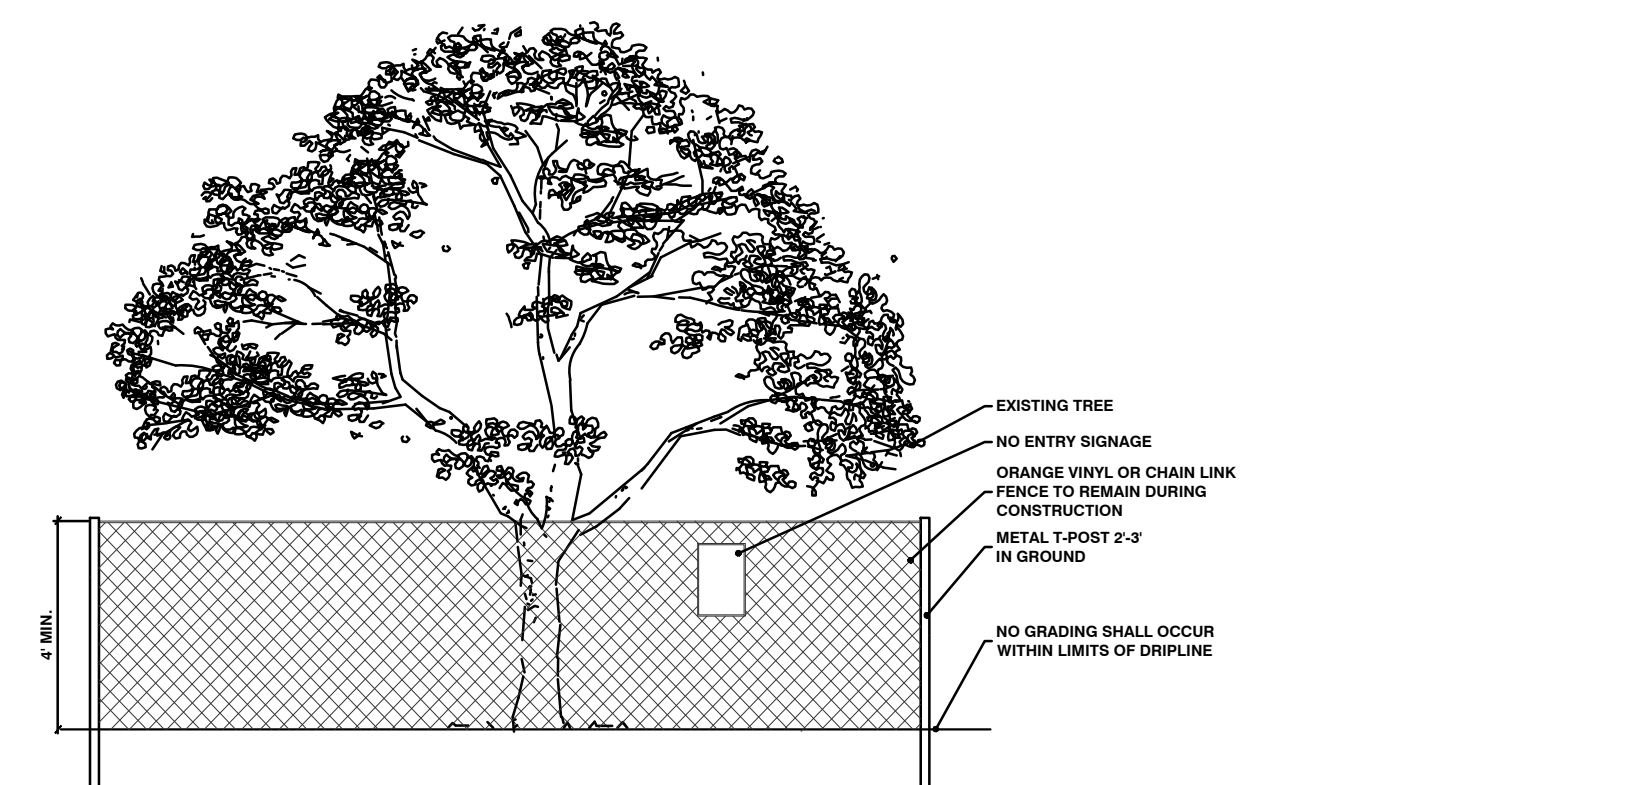 EXISTING TREE
NO ENTRY SIGNAGE
ORANGE VINYL OR CHAIN LINK
FENCE TO REMAIN DURING
CONSTRUCTION
METAL T-POST 2'-3'
IN GROUND
4' MIN.
NO GRADING SHALL OCCUR
WITHIN LIMITS OF DRIPLINE